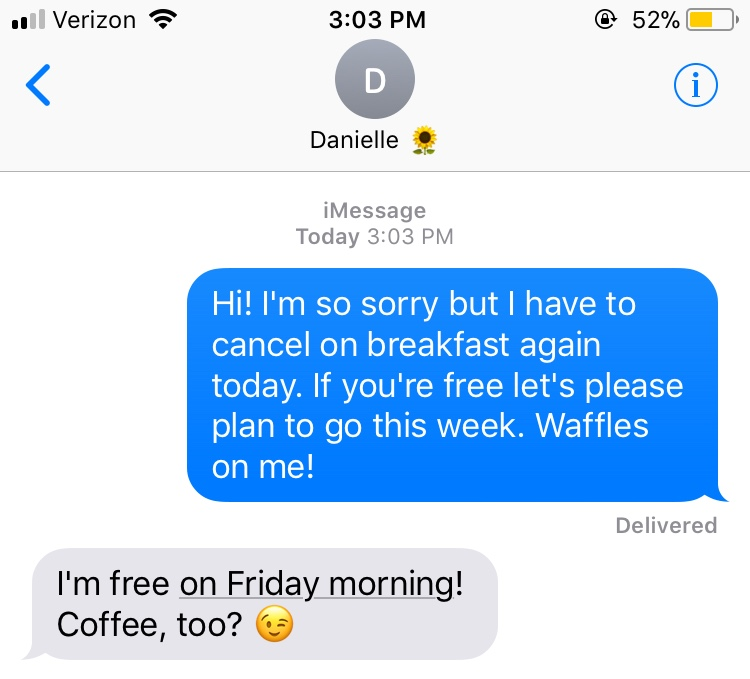 Verizon 3:03 PM 52%
D
Danielle 🌻
iMessage
Today 3:03 PM
Hi! I'm so sorry but I have to
cancel on breakfast again
today. If you're free let's please
plan to go this week. Waffles
on me!
Delivered
I'm free on Friday morning!
Coffee, too? 😉